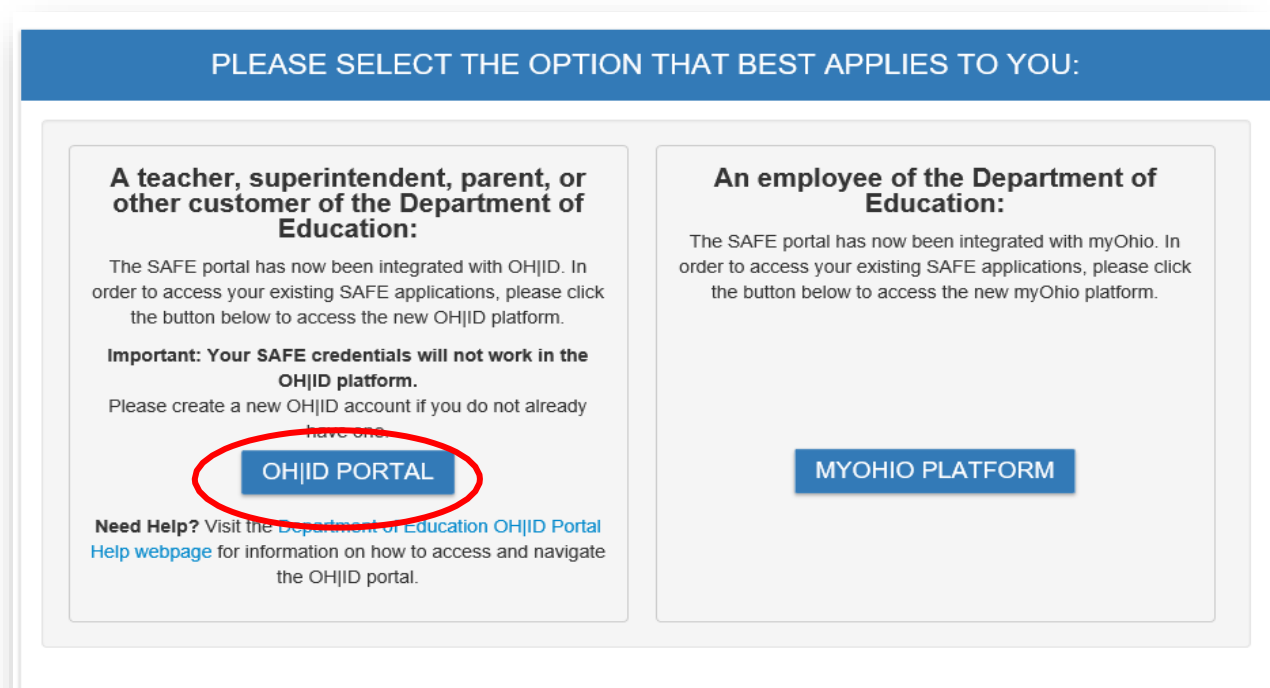 PLEASE SELECT THE OPTION THAT BEST APPLIES TO YOU:
A teacher, superintendent, parent, or
other customer of the Department of
Education:
The SAFE portal has now been integrated with OH|ID. In
order to access your existing SAFE applications, please click
the button below to access the new OH|ID platform.
Important: Your SAFE credentials will not work in the
OH|ID platform.
Please create a new OH|ID account if you do not already
have one.
OH|ID PORTAL
Need Help? Visit the Department of Education OH|ID Portal
Help webpage for information on how to access and navigate
the OH|ID portal.
An employee of the Department of
Education:
The SAFE portal has now been integrated with myOhio. In
order to access your existing SAFE applications, please click
the button below to access the new myOhio platform.
MYOHIO PLATFORM